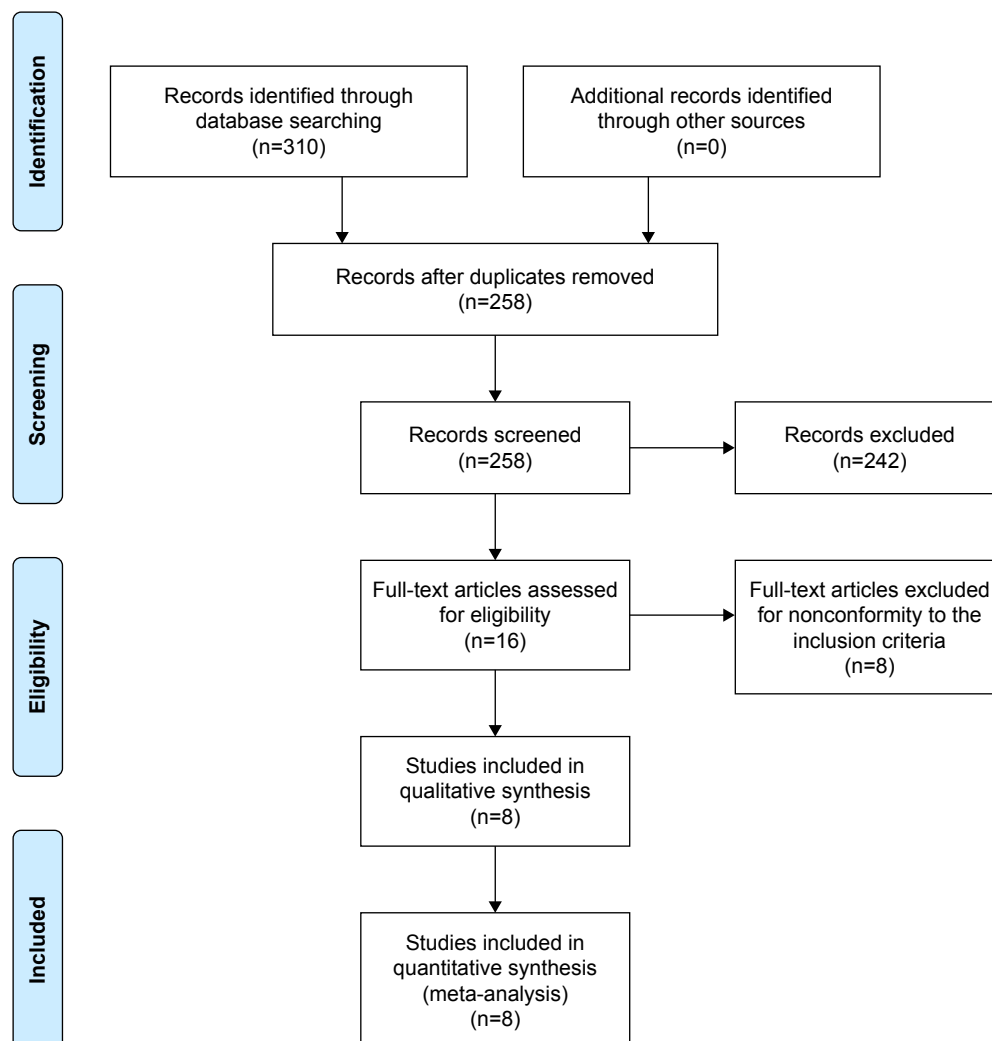 Identification
Records identified through
database searching
(n=310)
Additional records identified
through other sources
(n=0)
Records after duplicates removed
(n=258)
Screening
Records screened
(n=258)
Records excluded
(n=242)
Eligibility
Full-text articles assessed
for eligibility
(n=16)
Full-text articles excluded
for nonconformity to the
inclusion criteria
(n=8)
Studies included in
qualitative synthesis
(n=8)
Included
Studies included in
quantitative synthesis
(meta-analysis)
(n=8)